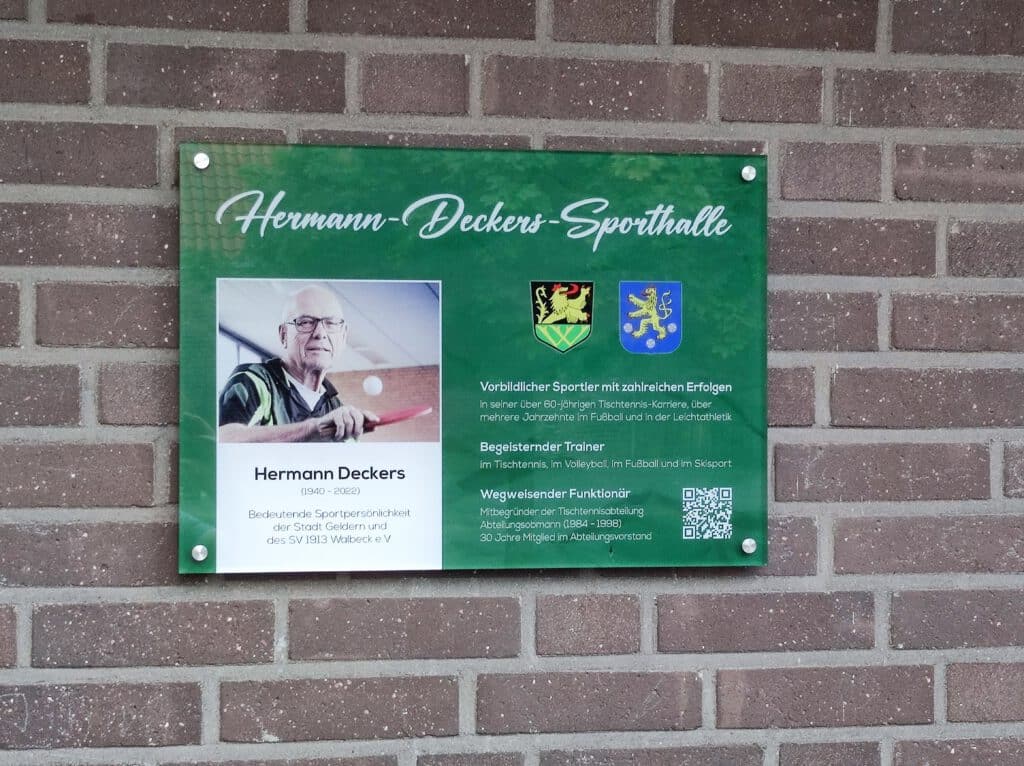 Hermann-Deckers-Sporthalle
Hermann Deckers
(1940 - 2022)
Bedeutende Sportpersönlichkeit
der Stadt Geldern und
des SV 1913 Walbeck e.V
Vorbildlicher Sportler mit zahlreichen Erfolgen
in seiner über 60-jährigen Tischtennis-Karriere, über
mehrere Jahrzehnte im Fußball und in der Leichtathletik
Begeisternder Trainer
im Tischtennis, im Volleyball, im Fußball und im Skisport
Wegweisender Funktionär
Mitbegründer der Tischtennisabteilung
Abteilungsobmann (1984 - 1998)
30 Jahre Mitglied im Abteilungsvorstand